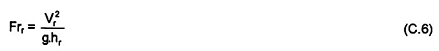 Fr_r = V_r^2 / g.h_r (C.6)